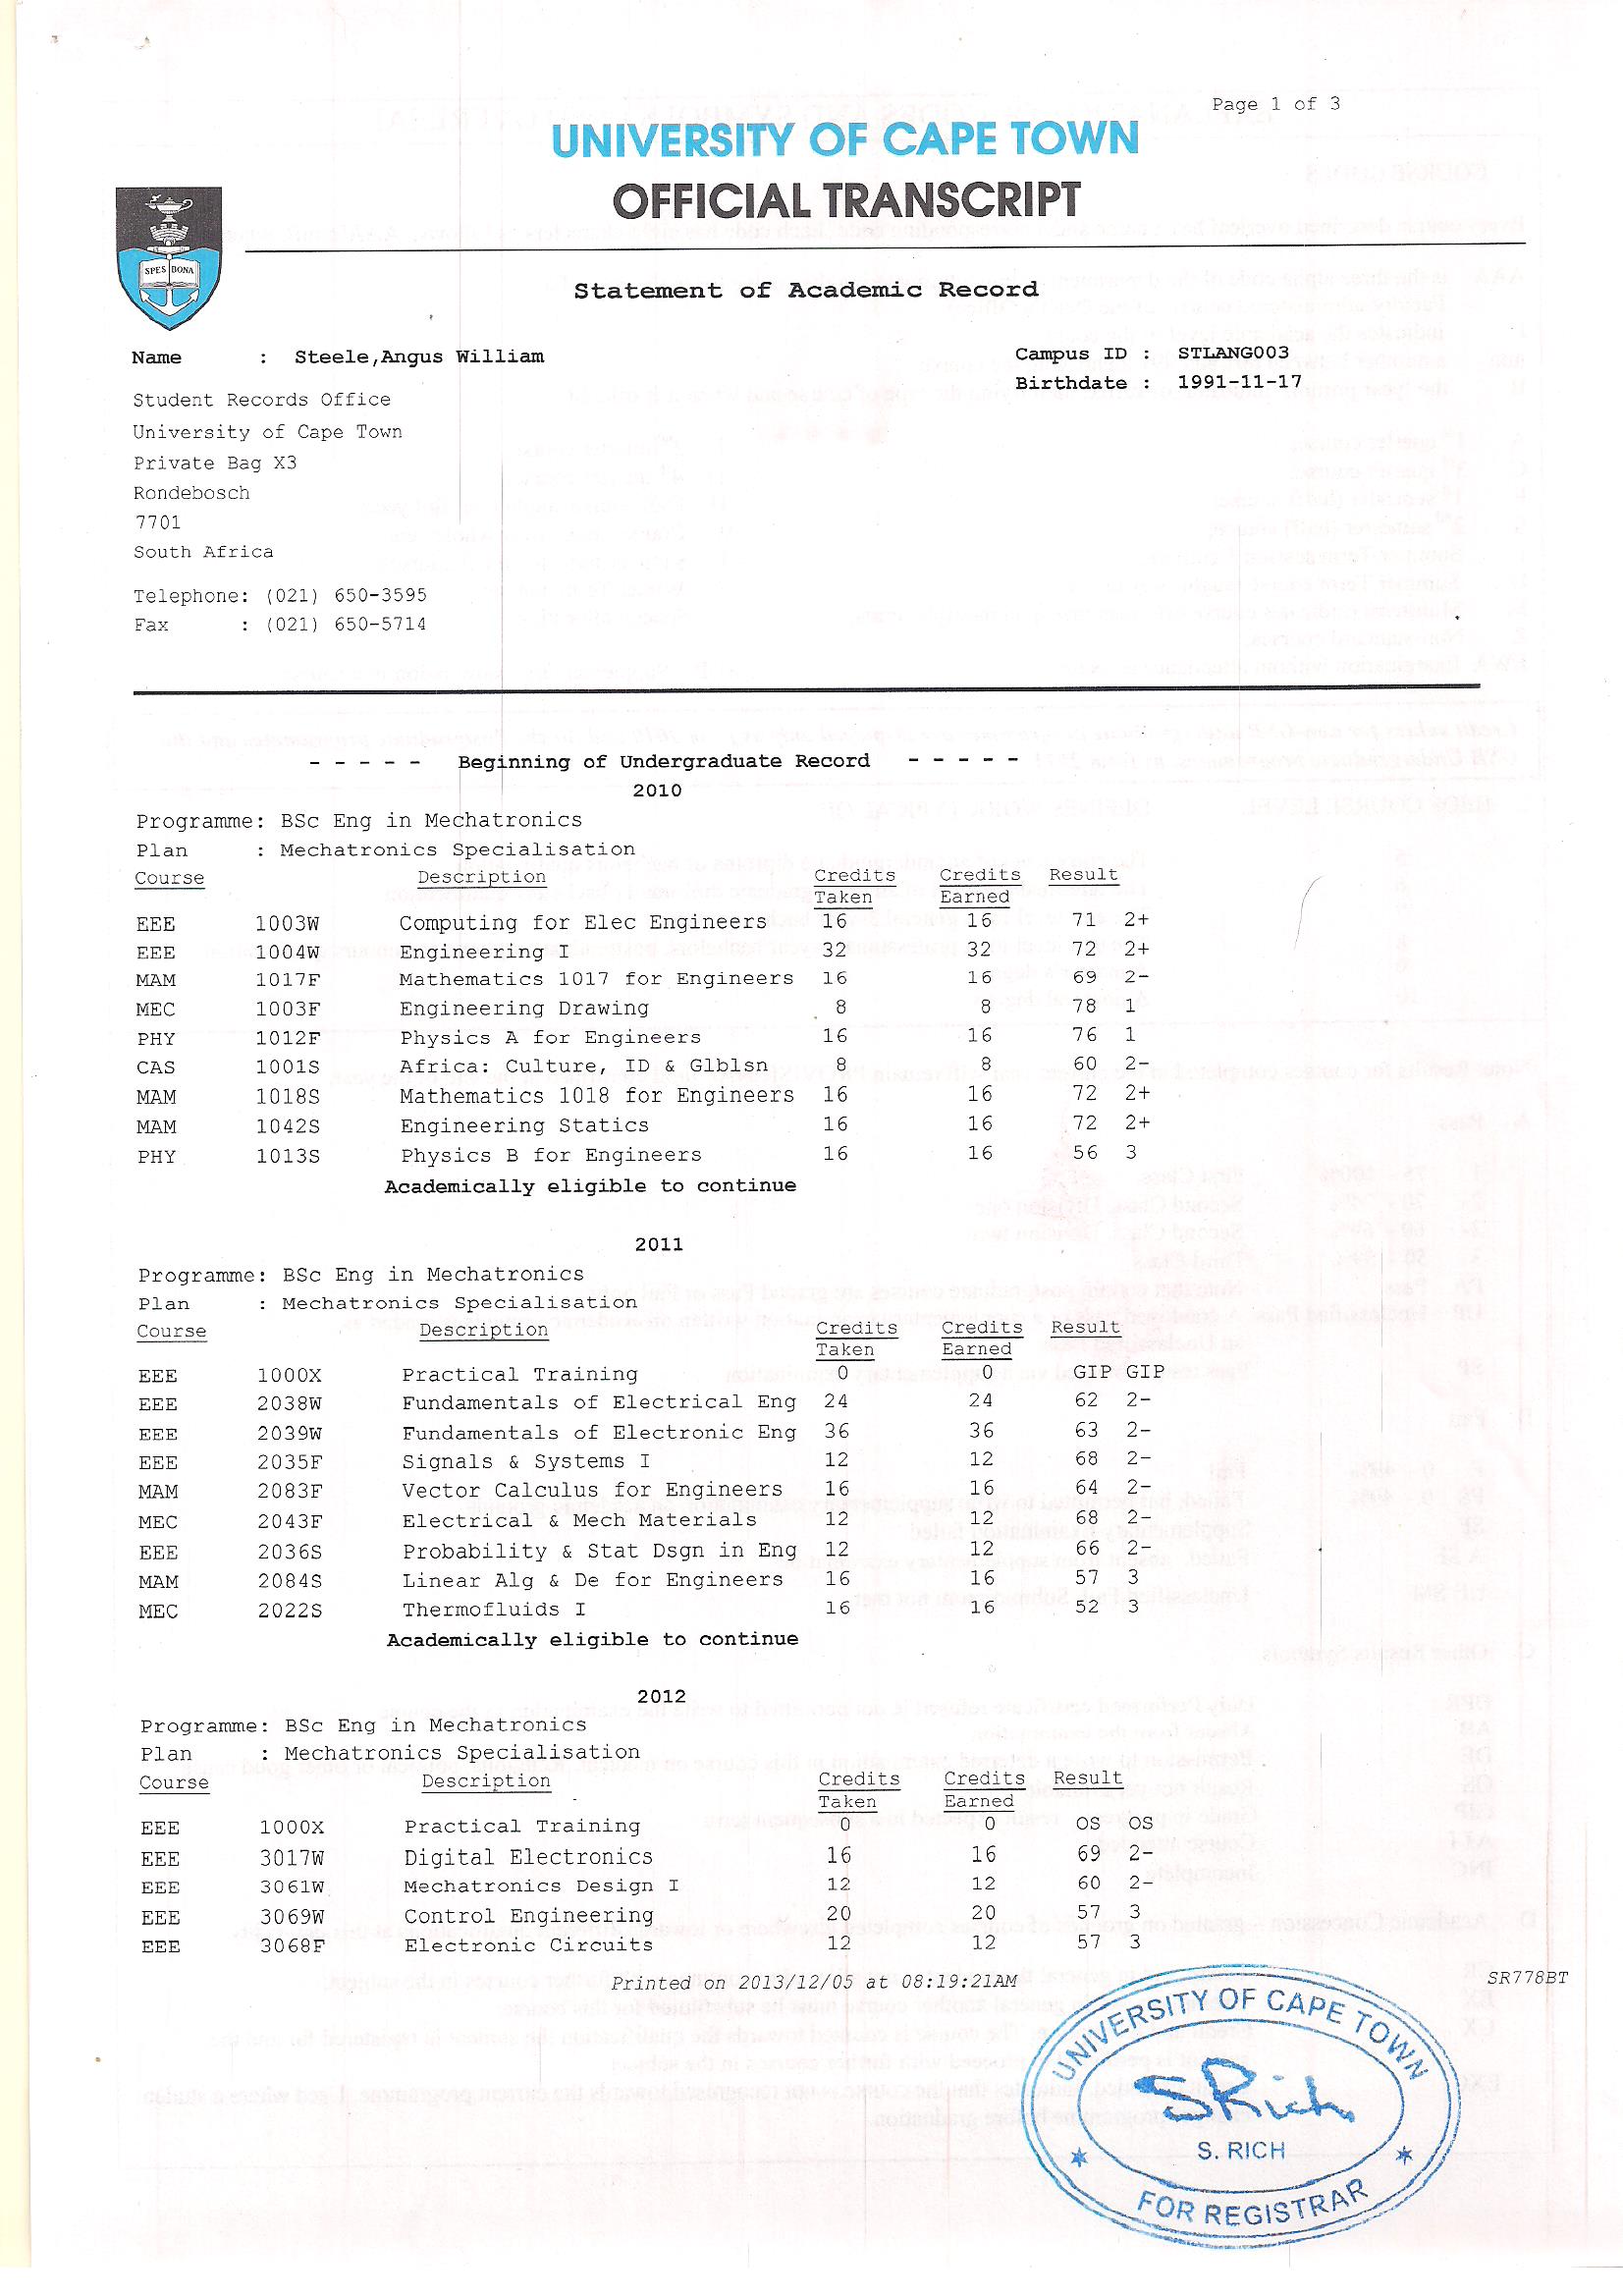 Page 1 of 3
UNIVERSITY OF CAPE TOWN
OFFICIAL TRANSCRIPT
SPES BONA
Statement of Academic Record
Name : Steele,Angus William Campus ID : STLANG003
Birthdate : 1991-11-17
Student Records Office
University of Cape Town
Private Bag X3
Rondebosch
7701
South Africa
Telephone: (021) 650-3595
Fax : (021) 650-5714
- - - - - Beginning of Undergraduate Record - - - - -
2010
Programme: BSc Eng in Mechatronics
Plan : Mechatronics Specialisation
Course Description Credits Credits Result
Taken Earned
EEE 1003W Computing for Elec Engineers 16 16 71 2+
EEE 1004W Engineering I 32 32 72 2+
MAM 1017F Mathematics 1017 for Engineers 16 16 69 2-
MEC 1003F Engineering Drawing 8 8 78 1
PHY 1012F Physics A for Engineers 16 16 76 1
CAS 1001S Africa: Culture, ID & Glblsn 8 8 60 2-
MAM 1018S Mathematics 1018 for Engineers 16 16 72 2+
MAM 1042S Engineering Statics 16 16 72 2+
PHY 1013S Physics B for Engineers 16 16 56 3
Academically eligible to continue
2011
Programme: BSc Eng in Mechatronics
Plan : Mechatronics Specialisation
Course Description Credits Credits Result
Taken Earned
EEE 1000X Practical Training 0 0 GIP GIP
EEE 2038W Fundamentals of Electrical Eng 24 24 62 2-
EEE 2039W Fundamentals of Electronic Eng 36 36 63 2-
EEE 2035F Signals & Systems I 12 12 68 2-
MAM 2083F Vector Calculus for Engineers 16 16 64 2-
MEC 2043F Electrical & Mech Materials 12 12 68 2-
EEE 2036S Probability & Stat Dsgn in Eng 12 12 66 2-
MAM 2084S Linear Alg & De for Engineers 16 16 57 3
MEC 2022S Thermofluids I 16 16 52 3
Academically eligible to continue
2012
Programme: BSc Eng in Mechatronics
Plan : Mechatronics Specialisation
Course Description Credits Credits Result
Taken Earned
EEE 1000X Practical Training 0 0 OS OS
EEE 3017W Digital Electronics 16 16 69 2-
EEE 3061W Mechatronics Design I 12 12 60 2-
EEE 3069W Control Engineering 20 20 57 3
EEE 3068F Electronic Circuits 12 12 57 3
Printed on 2013/12/05 at 08:19:21AM SR778BT
UNIVERSITY OF CAPE TOWN
SRich
S. RICH
FOR REGISTRAR